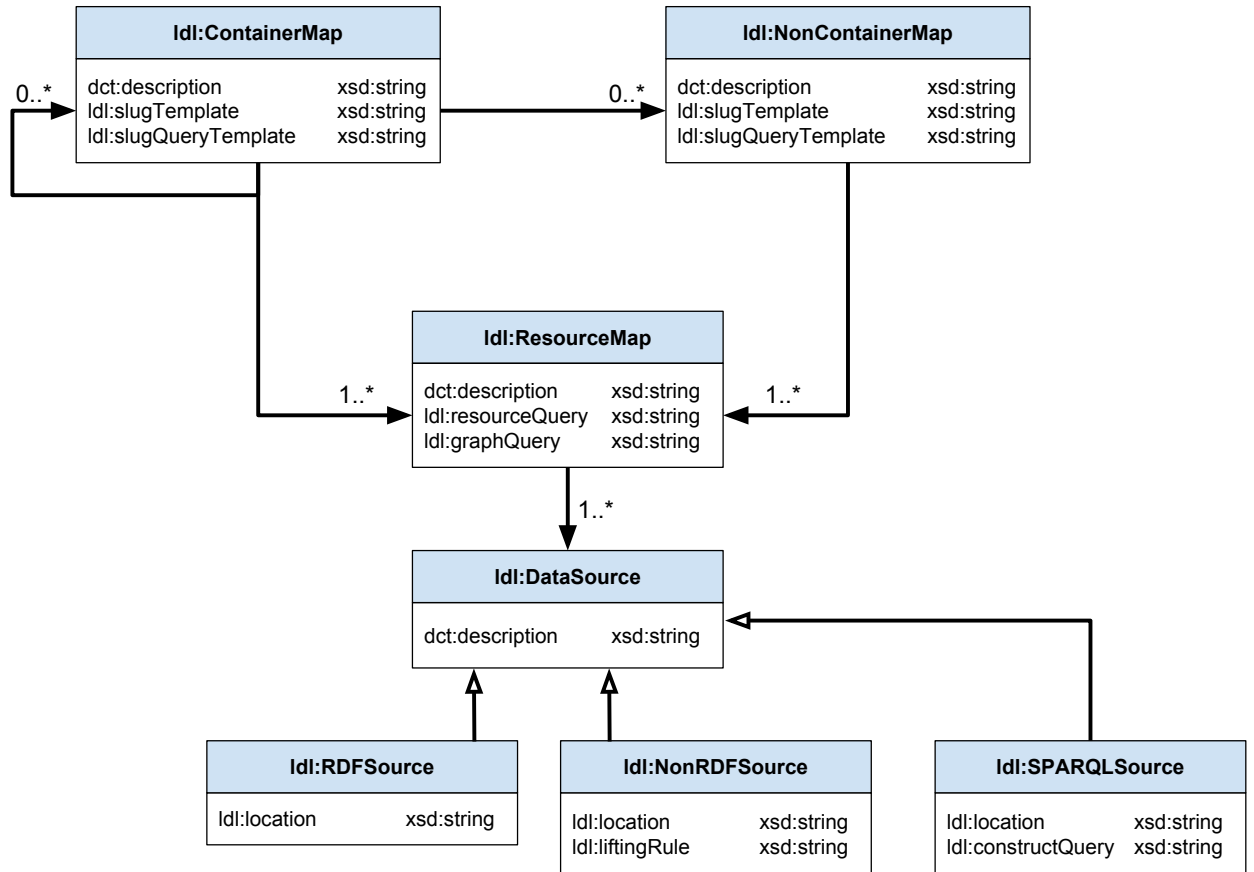 ldl:ContainerMap
dct:description xsd:string
ldl:slugTemplate xsd:string
ldl:slugQueryTemplate xsd:string
0..*
0..*
ldl:NonContainerMap
dct:description xsd:string
ldl:slugTemplate xsd:string
ldl:slugQueryTemplate xsd:string
ldl:ResourceMap
dct:description xsd:string
ldl:resourceQuery xsd:string
ldl:graphQuery xsd:string
1..*
1..*
1..*
ldl:DataSource
dct:description xsd:string
ldl:RDFSource
ldl:location xsd:string
ldl:NonRDFSource
ldl:location xsd:string
ldl:liftingRule xsd:string
ldl:SPARQLSource
ldl:location xsd:string
ldl:constructQuery xsd:string